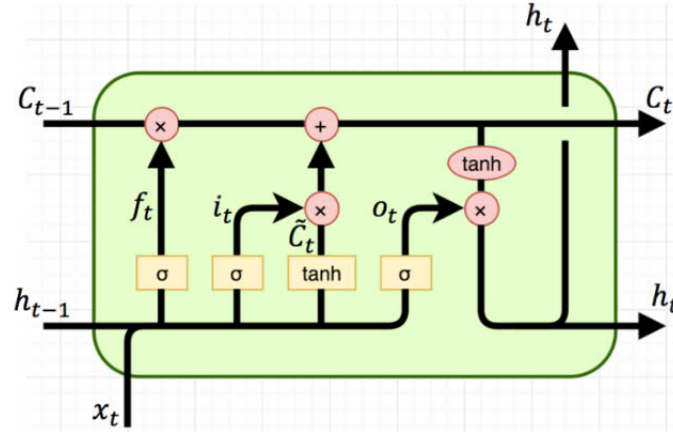 h_t
C_{t-1}
×
+
C_t
tanh
f_t
i_t
×
o_t
×
C̃_t
σ
σ
tanh
σ
h_{t-1}
h_t
x_t